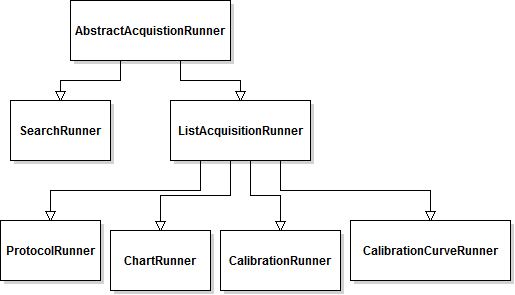 AbstractAcquistionRunner
SearchRunner
ListAcquisitionRunner
ProtocolRunner
ChartRunner
CalibrationRunner
CalibrationCurveRunner